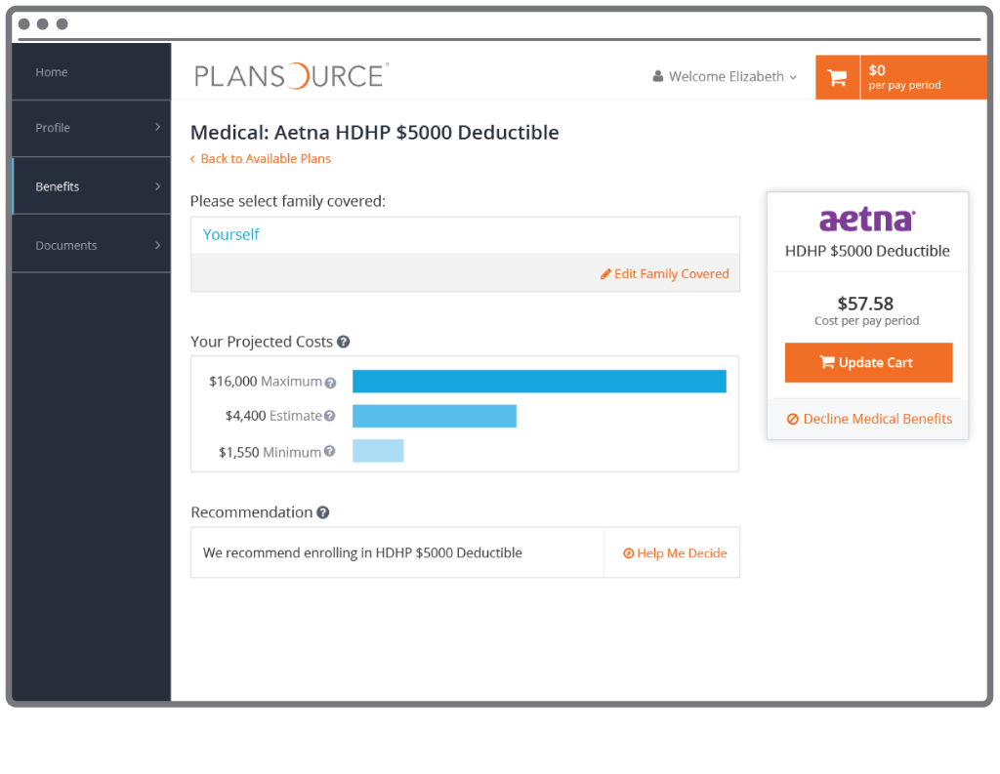 Home
Profile
Benefits
Documents
PLANSOURCE®
Welcome Elizabeth
$0
per pay period
Medical: Aetna HDHP $5000 Deductible
Back to Available Plans
Please select family covered:
Yourself
Edit Family Covered
Your Projected Costs ?
$16,000 Maximum ?
$4,400 Estimate ?
$1,550 Minimum ?
Recommendation ?
We recommend enrolling in HDHP $5000 Deductible
Help Me Decide
aetna
HDHP $5000 Deductible
$57.58
Cost per pay period
Update Cart
Decline Medical Benefits